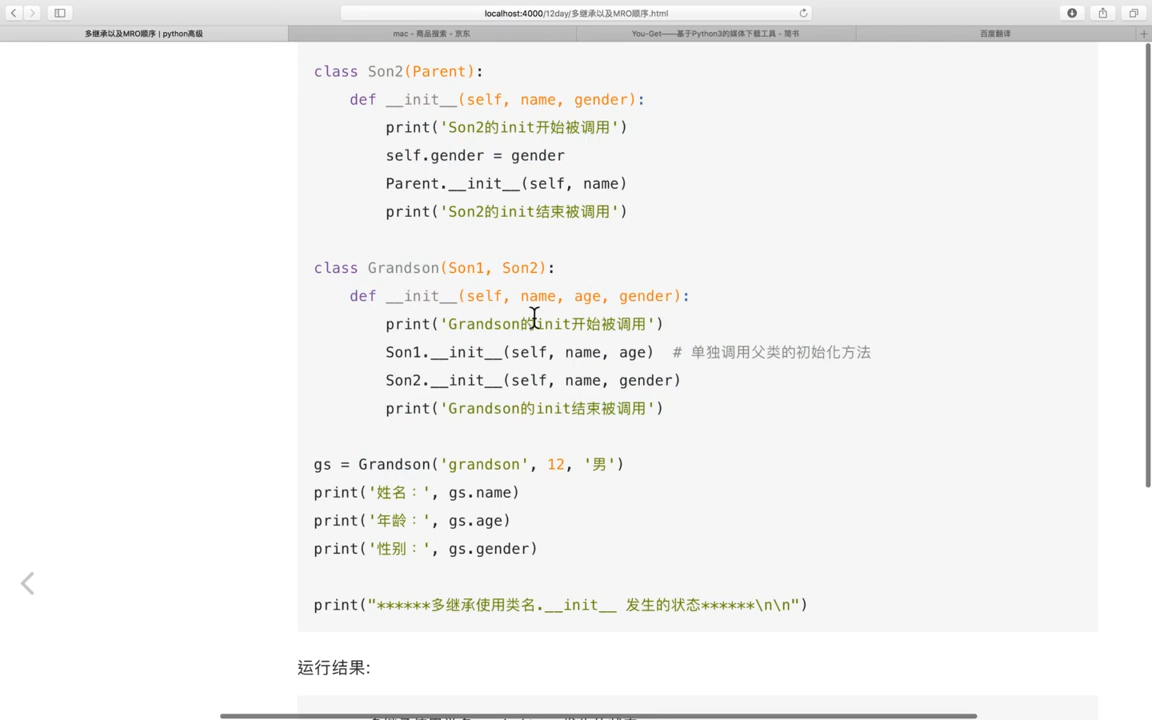 localhost:4000/12day/多继承以及MRO顺序.html
多继承以及MRO顺序 | python高级
mac - 商品搜索 - 京东
You-Get——基于Python3的媒体下载工具 - 简书
百度翻译
class Son2(Parent):
def __init__(self, name, gender):
print('Son2的init开始被调用')
self.gender = gender
Parent.__init__(self, name)
print('Son2的init结束被调用')
class Grandson(Son1, Son2):
def __init__(self, name, age, gender):
print('Grandson的init开始被调用')
Son1.__init__(self, name, age)  # 单独调用父类的初始化方法
Son2.__init__(self, name, gender)
print('Grandson的init结束被调用')
gs = Grandson('grandson', 12, '男')
print('姓名：', gs.name)
print('年龄：', gs.age)
print('性别：', gs.gender)
print("******多继承使用类名.__init__ 发生的状态******\n\n")
运行结果: